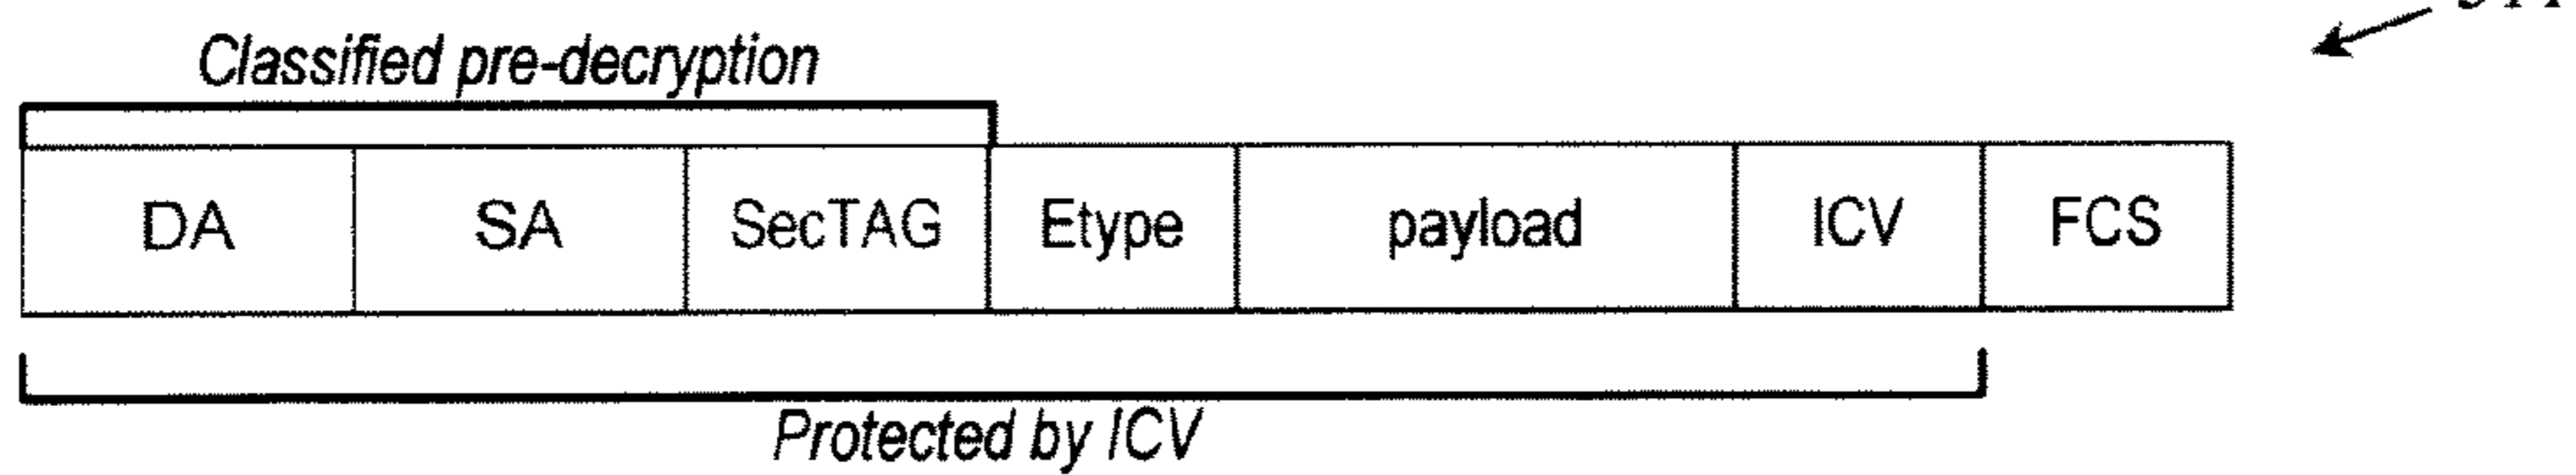 Classified pre-decryption
DA SA SecTAG Etype payload ICV FCS
Protected by ICV